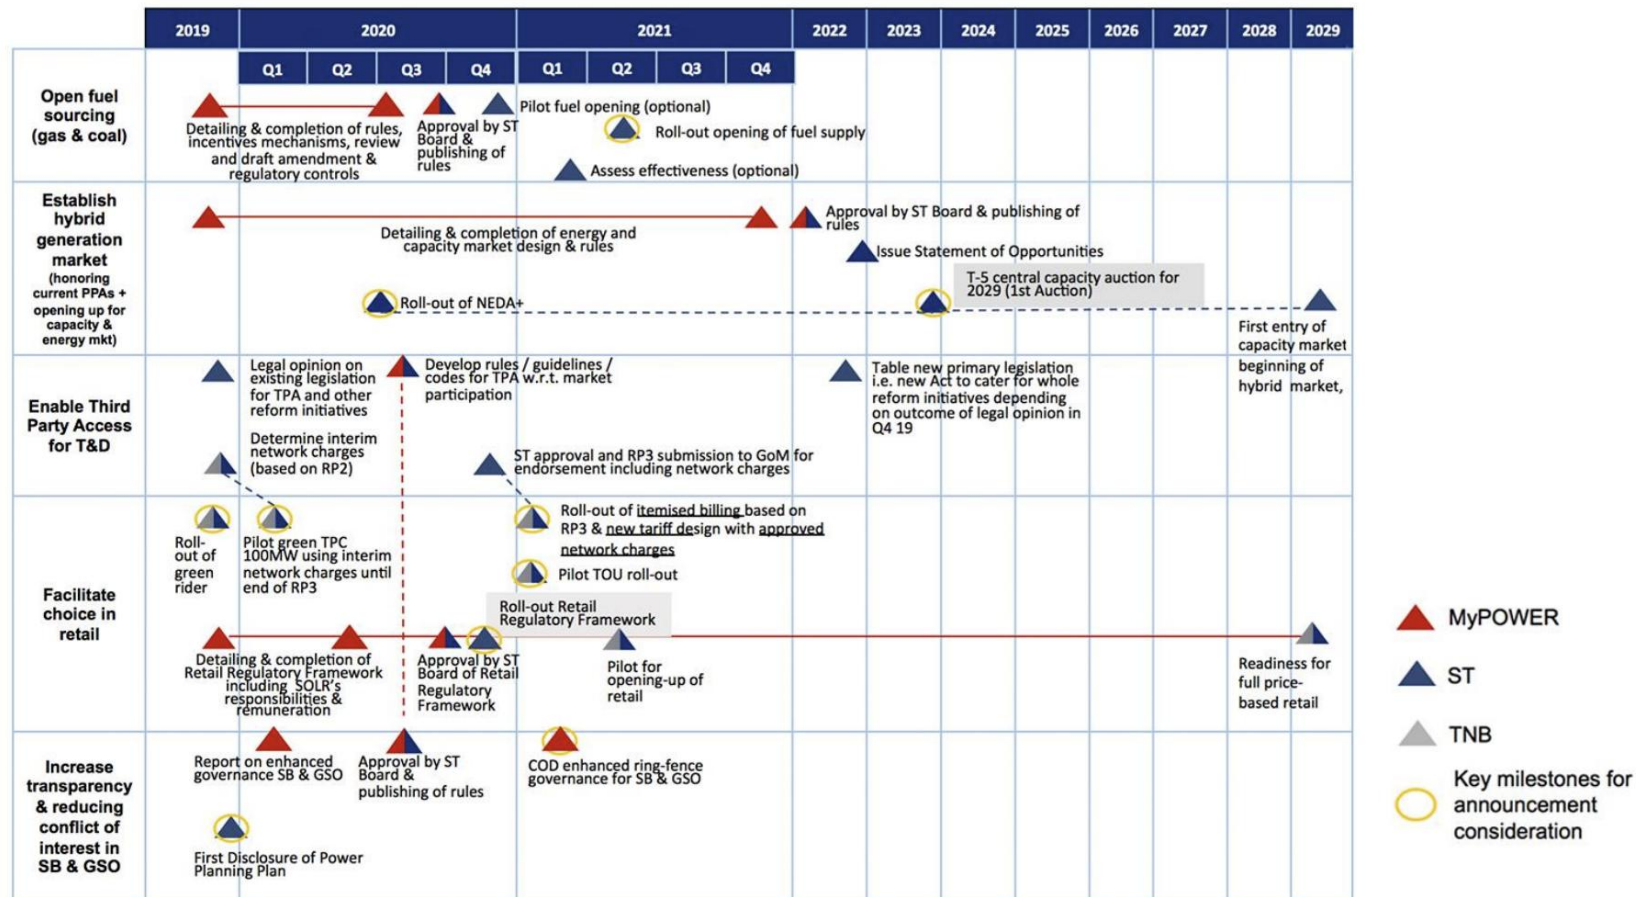 2019
2020
2021
2022
2023
2024
2025
2026
2027
2028
2029
Q1
Q2
Q3
Q4
Q1
Q2
Q3
Q4
Open fuel
sourcing
(gas & coal)
Detailing & completion of rules,
incentives mechanisms, review
and draft amendment &
regulatory controls
Approval by ST
Board &
publishing of
rules
Pilot fuel opening (optional)
Roll-out opening of fuel supply
Assess effectiveness (optional)
Establish
hybrid
generation
market
(honoring
current PPAs +
opening up for
capacity &
energy mkt)
Detailing & completion of energy and
capacity market design & rules
Approval by ST Board & publishing of
rules
Issue Statement of Opportunities
T-5 central capacity auction for
2029 (1st Auction)
Roll-out of NEDA+
First entry of
capacity market
beginning of
hybrid market,
Enable Third
Party Access
for T&D
Legal opinion on
existing legislation
for TPA and other
reform initiatives
Develop rules / guidelines /
codes for TPA w.r.t. market
participation
Table new primary legislation
i.e. new Act to cater for whole
reform initiatives depending
on outcome of legal opinion in
Q4 19
Determine interim
network charges
(based on RP2)
ST approval and RP3 submission to GoM for
endorsement including network charges
Facilitate
choice in
retail
Roll-
out of
green
rider
Pilot green TPC
100MW using interim
network charges until
end of RP3
Roll-out of itemised billing based on
RP3 & new tariff design with approved
network charges
Pilot TOU roll-out
Roll-out Retail
Regulatory Framework
Detailing & completion of
Retail Regulatory Framework
including SOLR's
responsibilities &
remuneration
Approval by ST
Board of Retail
Regulatory
Framework
Pilot for
opening-up of
retail
Readiness for
full price-
based retail
Increase
transparency
& reducing
conflict of
interest in
SB & GSO
Report on enhanced
governance SB & GSO
Approval by ST
Board &
publishing of rules
COD enhanced ring-fence
governance for SB & GSO
First Disclosure of Power
Planning Plan
MyPOWER
ST
TNB
Key milestones for
announcement
consideration